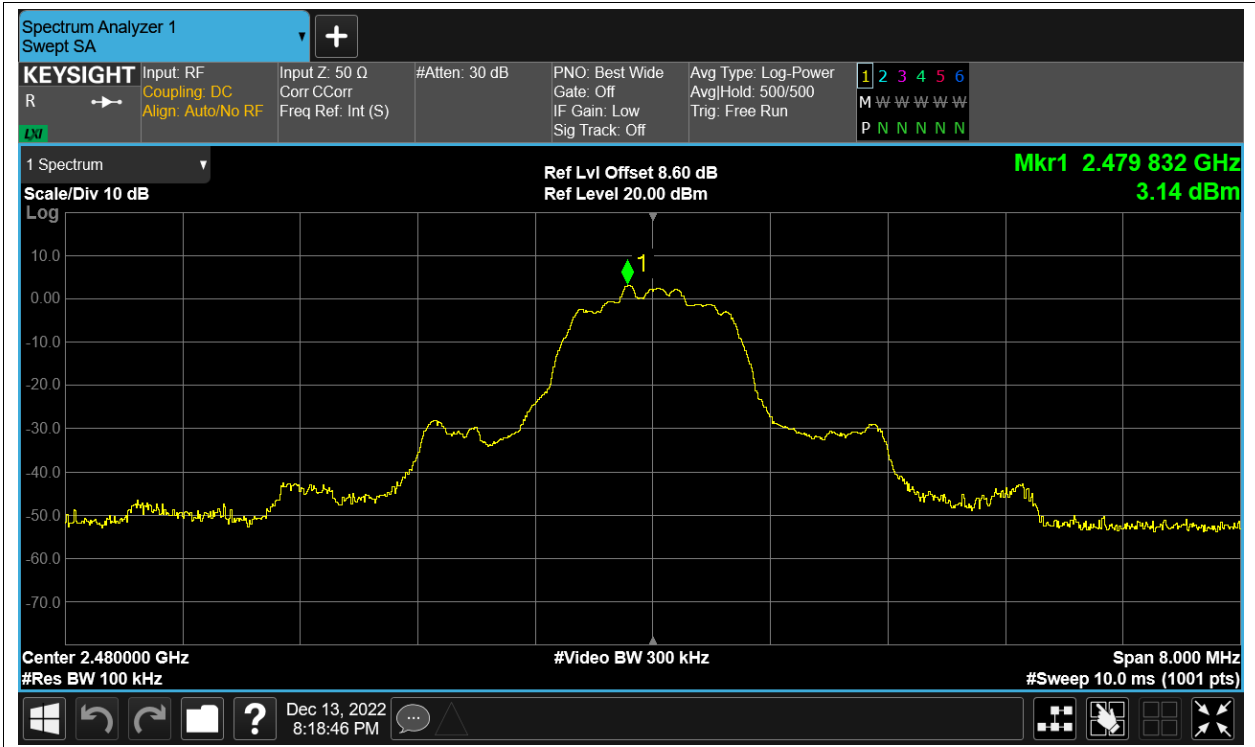 Spectrum Analyzer 1
Swept SA
+
KEYSIGHT
R
LXI
Input: RF
Coupling: DC
Align: Auto/No RF
Input Z: 50 Ω
Corr CCorr
Freq Ref: Int (S)
#Atten: 30 dB
PNO: Best Wide
Gate: Off
IF Gain: Low
Sig Track: Off
Avg Type: Log-Power
Avg|Hold: 500/500
Trig: Free Run
1 2 3 4 5 6
M W W W W W
P N N N N N
1 Spectrum
Scale/Div 10 dB
Log
Ref Lvl Offset 8.60 dB
Ref Level 20.00 dBm
Mkr1 2.479 832 GHz
3.14 dBm
1
10.0
0.00
-10.0
-20.0
-30.0
-40.0
-50.0
-60.0
-70.0
Center 2.480000 GHz
#Res BW 100 kHz
#Video BW 300 kHz
Span 8.000 MHz
#Sweep 10.0 ms (1001 pts)
?
Dec 13, 2022
8:18:46 PM